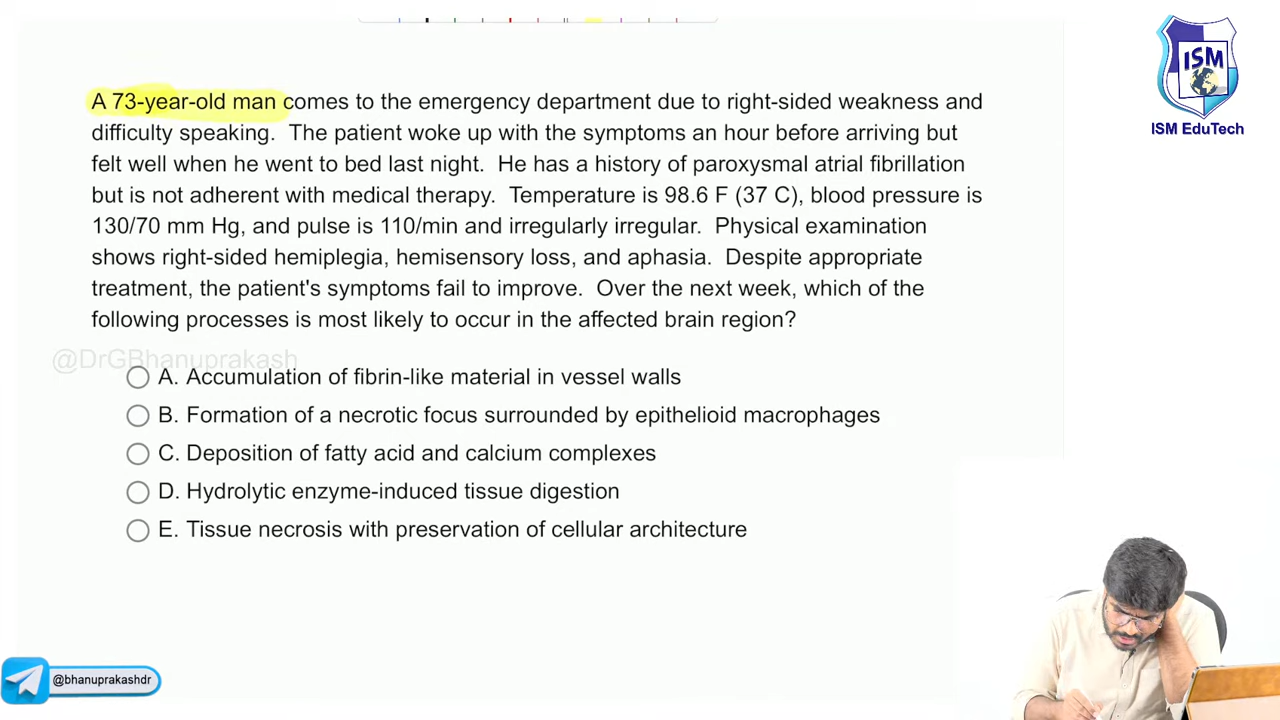 ISM
ISM EduTech
A 73-year-old man comes to the emergency department due to right-sided weakness and
difficulty speaking. The patient woke up with the symptoms an hour before arriving but
felt well when he went to bed last night. He has a history of paroxysmal atrial fibrillation
but is not adherent with medical therapy. Temperature is 98.6 F (37 C), blood pressure is
130/70 mm Hg, and pulse is 110/min and irregularly irregular. Physical examination
shows right-sided hemiplegia, hemisensory loss, and aphasia. Despite appropriate
treatment, the patient's symptoms fail to improve. Over the next week, which of the
following processes is most likely to occur in the affected brain region?
@DrGBhanuprakash
A. Accumulation of fibrin-like material in vessel walls
B. Formation of a necrotic focus surrounded by epithelioid macrophages
C. Deposition of fatty acid and calcium complexes
D. Hydrolytic enzyme-induced tissue digestion
E. Tissue necrosis with preservation of cellular architecture
@bhanuprakashdr